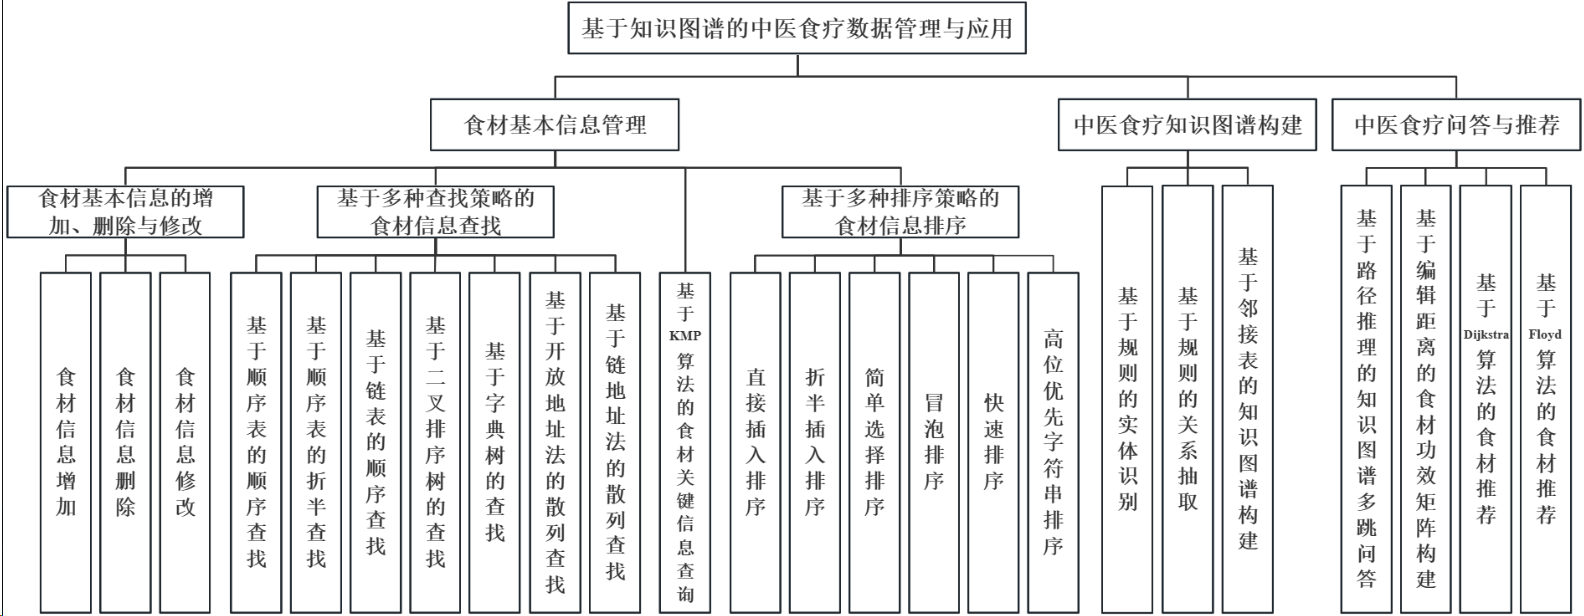 基于知识图谱的中医食疗数据管理与应用
食材基本信息管理
中医食疗知识图谱构建
中医食疗问答与推荐
食材基本信息的增
加、删除与修改
基于多种查找策略的
食材信息查找
基于多种排序策略的
食材信息排序
食材信息增加
食材信息删除
食材信息修改
基于顺序表的顺序查找
基于顺序表的折半查找
基于链表的顺序查找
基于二叉排序树的查找
基于字典树的查找
基于开放地址法的散列查找
基于链地址法的散列查找
基于KMP算法的食材关键信息查询
直接插入排序
折半插入排序
简单选择排序
冒泡排序
快速排序
高位优先字符串排序
基于规则的实体识别
基于规则的关系抽取
基于邻接表的知识图谱构建
基于路径推理的知识图谱多跳问答
基于编辑距离的食材功效矩阵构建
基于Dijkstra算法的食材推荐
基于Floyd算法的食材推荐